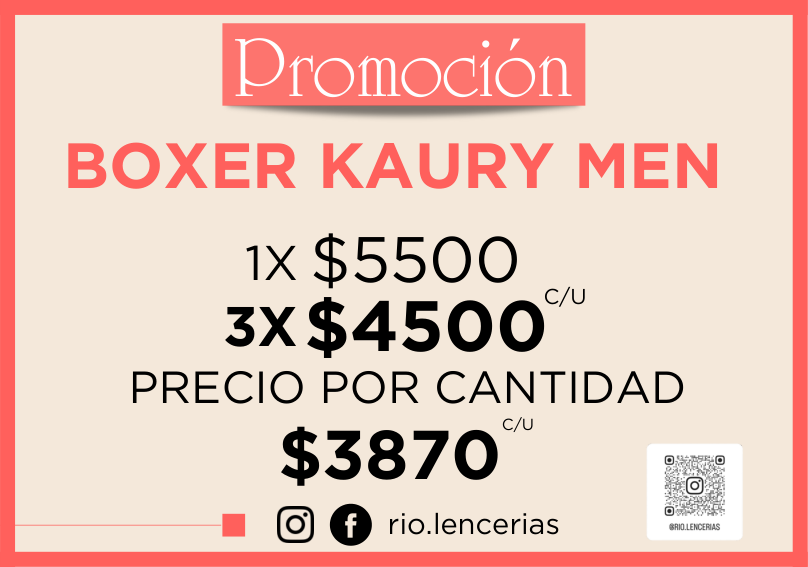 Promoción
BOXER KAURY MEN
1X $5500
3X $4500 C/U
PRECIO POR CANTIDAD
$3870 C/U
rio.lencerias
@RIO.LENCERIAS